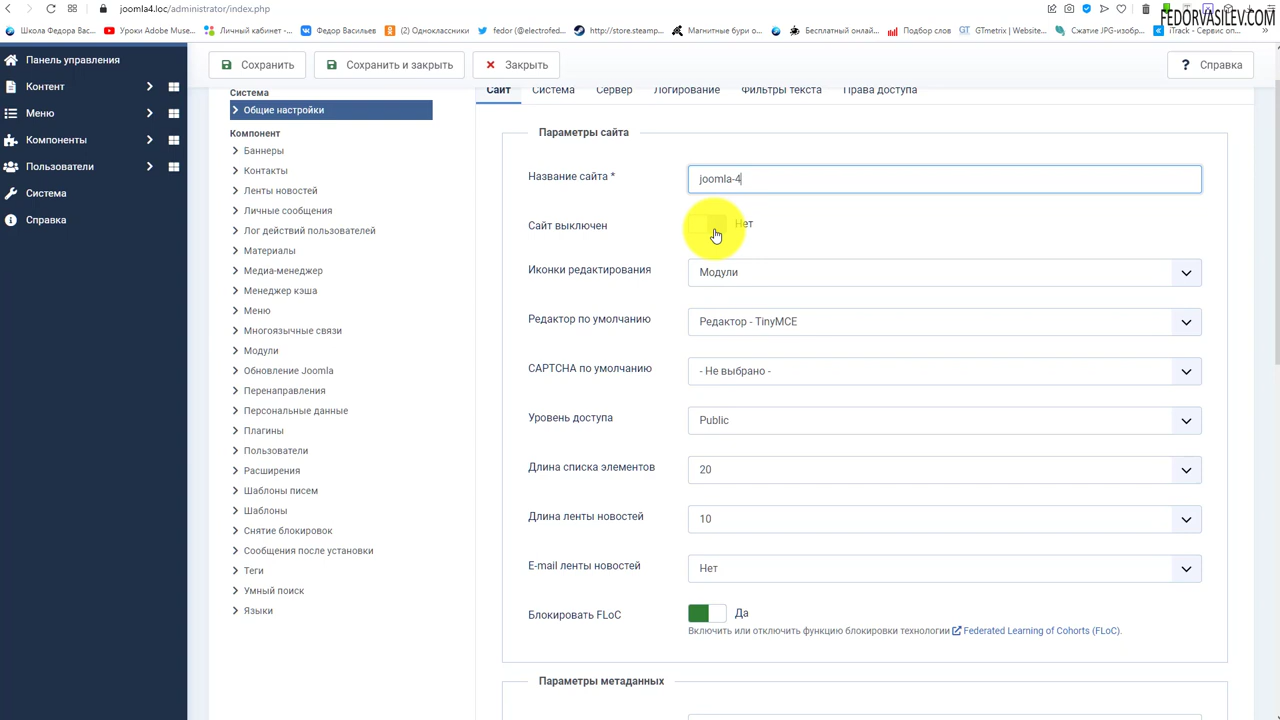 joomla4.loc/administrator/index.php
FEDORVASILEV.COM
Школа Федора Вас...
Уроки Adobe Muse...
Личный кабинет -...
Федор Васильев
(2) Одноклассники
fedor (@electrofed...
http://store.steamp...
Магнитные бури о...
Бесплатный онлай...
Подбор слов
GTmetrix | Website...
Сжатие JPG-изобр...
iTrack - Сервис оп...
Панель управления
Контент
Меню
Компоненты
Пользователи
Система
Справка
Сохранить
Сохранить и закрыть
Закрыть
Справка
Система
Общие настройки
Компонент
Баннеры
Контакты
Ленты новостей
Личные сообщения
Лог действий пользователей
Материалы
Медиа-менеджер
Менеджер кэша
Меню
Многоязычные связи
Модули
Обновление Joomla
Перенаправления
Персональные данные
Плагины
Пользователи
Расширения
Шаблоны писем
Шаблоны
Снятие блокировок
Сообщения после установки
Теги
Умный поиск
Языки
Сайт
Система
Сервер
Логирование
Фильтры текста
Права доступа
Параметры сайта
Название сайта *
joomla-4
Сайт выключен
Нет
Иконки редактирования
Модули
Редактор по умолчанию
Редактор - TinyMCE
CAPTCHA по умолчанию
- Не выбрано -
Уровень доступа
Public
Длина списка элементов
20
Длина ленты новостей
10
E-mail ленты новостей
Нет
Блокировать FLoC
Да
Включить или отключить функцию блокировки технологии Federated Learning of Cohorts (FLoC).
Параметры метаданных